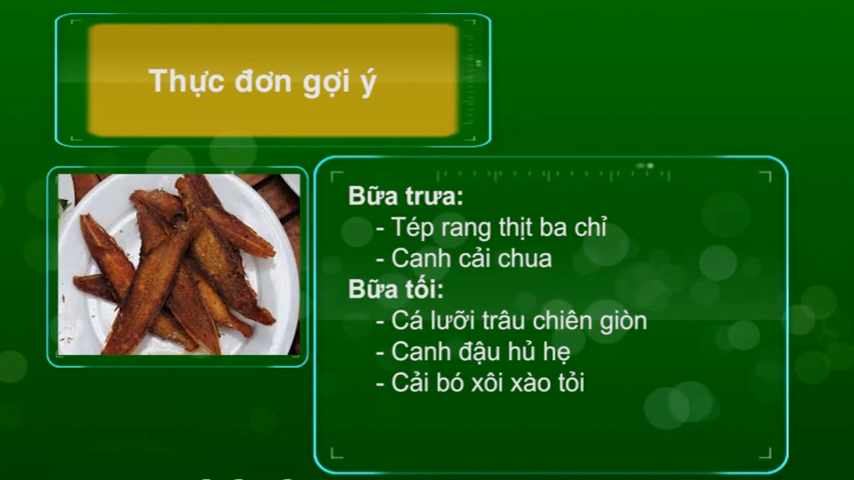 Thực đơn gợi ý
Bữa trưa:
- Tép rang thịt ba chỉ
- Canh cải chua
Bữa tối:
- Cá lưỡi trâu chiên giòn
- Canh đậu hủ hẹ
- Cải bó xôi xào tỏi